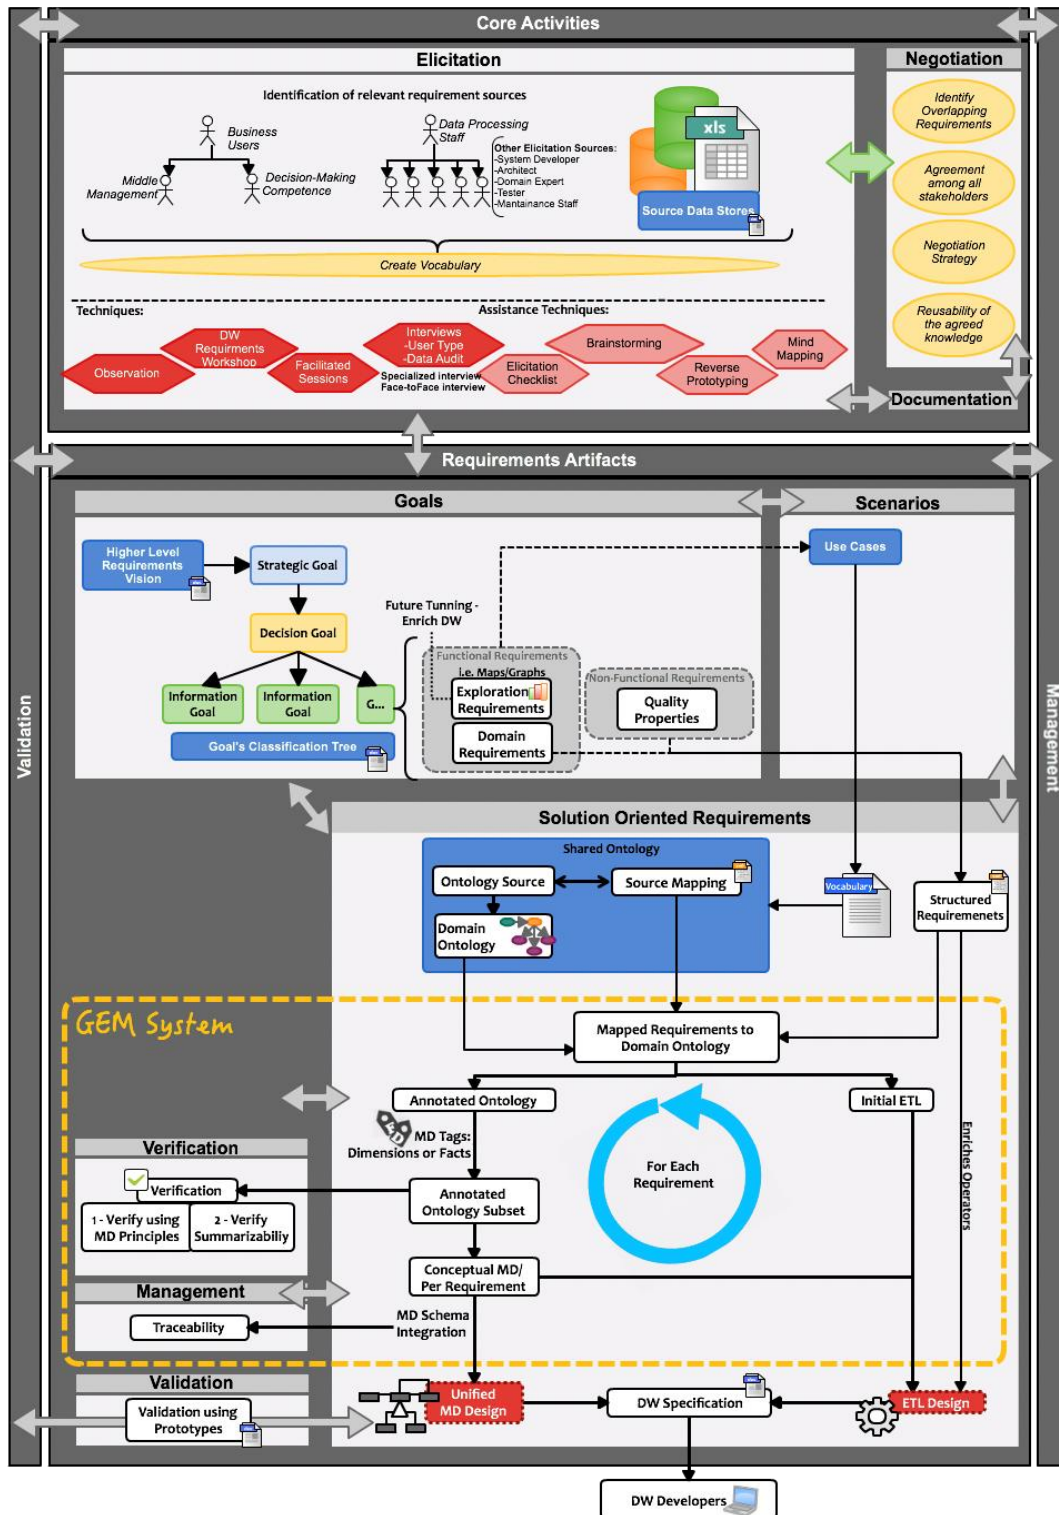 Core Activities
Elicitation
Negotiation
Identification of relevant requirement sources
Business
Users
Middle
Management
Decision-Making
Competence
Data Processing
Staff
Other Elicitation Sources:
-System Developer
-Architect
-Domain Expert
-Tester
-Mantainance Staff
xls
Source Data Stores
Create Vocabulary
Identify
Overlapping
Requirements
Agreement
among all
stakeholders
Negotiation
Strategy
Reusability of
the agreed
knowledge
Techniques:
Assistance Techniques:
Observation
DW
Requirments
Workshop
Facilitated
Sessions
Interviews
-User Type
-Data Audit
Specialized interview
Face-toFace interview
Elicitation
Checklist
Brainstorming
Reverse
Prototyping
Mind
Mapping
Documentation
Requirements Artifacts
Goals
Scenarios
Higher Level
Requirements
Vision
Strategic Goal
Decision Goal
Information
Goal
Information
Goal
G...
Goal's Classification Tree
Future Tunning -
Enrich DW
Functional Requirements
i.e. Maps/Graphs
Exploration
Requirements
Domain
Requirements
Non-Functional Requirements
Quality
Properties
Use Cases
Validation
Management
Solution Oriented Requirements
Shared Ontology
Ontology Source
Source Mapping
Domain
Ontology
Vocabulary
Structured
Requiremenets
GEM System
Mapped Requirements to
Domain Ontology
Annotated Ontology
Initial ETL
MD Tags:
Dimensions or Facts
For Each
Requirement
Enriches Operators
Verification
Verification
1 - Verify using
MD Principles
2 - Verify
Summarizabiliy
Annotated
Ontology Subset
Conceptual MD/
Per Requirement
Management
Traceability
MD Schema
Integration
Validation
Validation using
Prototypes
Unified
MD Design
DW Specification
ETL Design
DW Developers